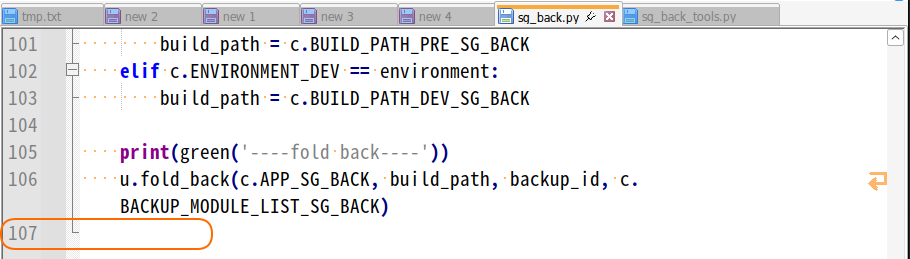 tmp.txt new 2 new 1 new 3 new 4 sg_back.py sg_back_tools.py
101 build_path = c.BUILD_PATH_PRE_SG_BACK
102 elif c.ENVIRONMENT_DEV == environment:
103 build_path = c.BUILD_PATH_DEV_SG_BACK
104
105 print(green('----fold back----'))
106 u.fold_back(c.APP_SG_BACK, build_path, backup_id, c.
BACKUP_MODULE_LIST_SG_BACK)
107